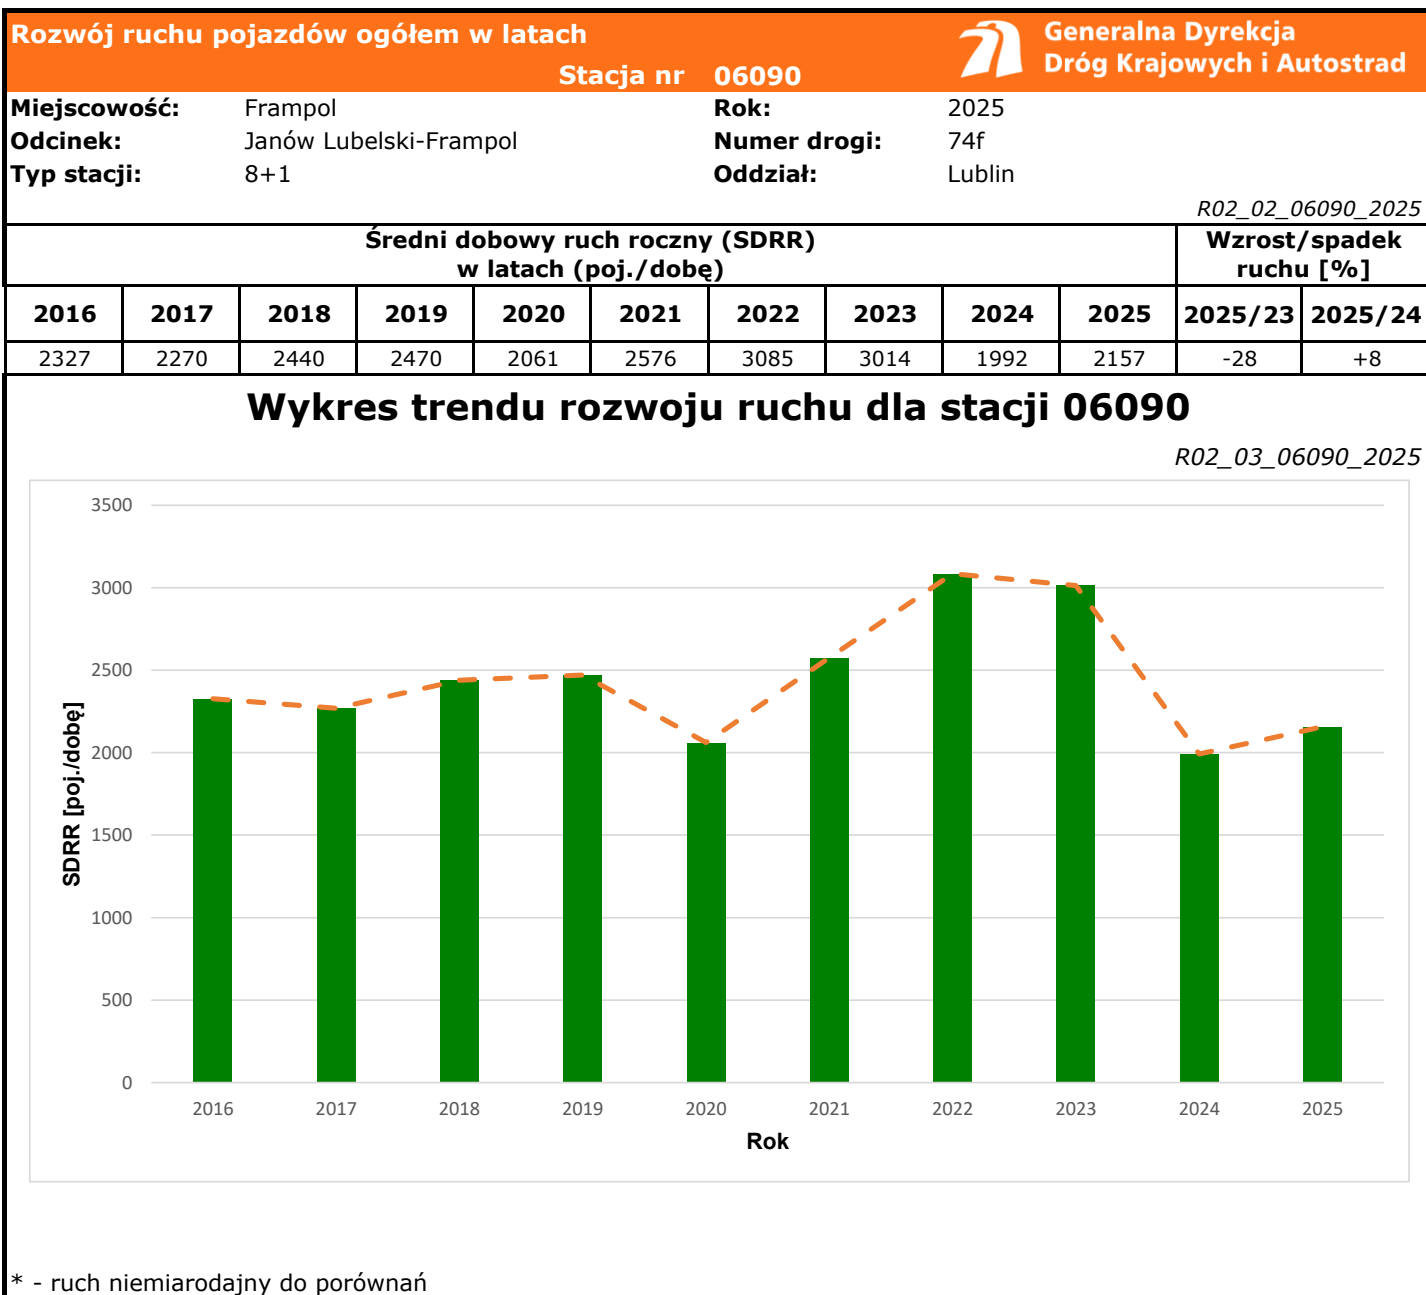 Rozwój ruchu pojazdów ogółem w latach
Generalna Dyrekcja
Dróg Krajowych i Autostrad
Stacja nr 06090
Miejscowość: Frampol Rok: 2025
Odcinek: Janów Lubelski-Frampol Numer drogi: 74f
Typ stacji: 8+1 Oddział: Lublin
R02_02_06090_2025
Średni dobowy ruch roczny (SDRR)
w latach (poj./dobę)
Wzrost/spadek
ruchu [%]
2016 2017 2018 2019 2020 2021 2022 2023 2024 2025 2025/23 2025/24
2327 2270 2440 2470 2061 2576 3085 3014 1992 2157 -28 +8
Wykres trendu rozwoju ruchu dla stacji 06090
R02_03_06090_2025
SDRR [poj./dobę]
3500
3000
2500
2000
1500
1000
500
0
2016 2017 2018 2019 2020 2021 2022 2023 2024 2025
Rok
* - ruch niemiarodajny do porównań